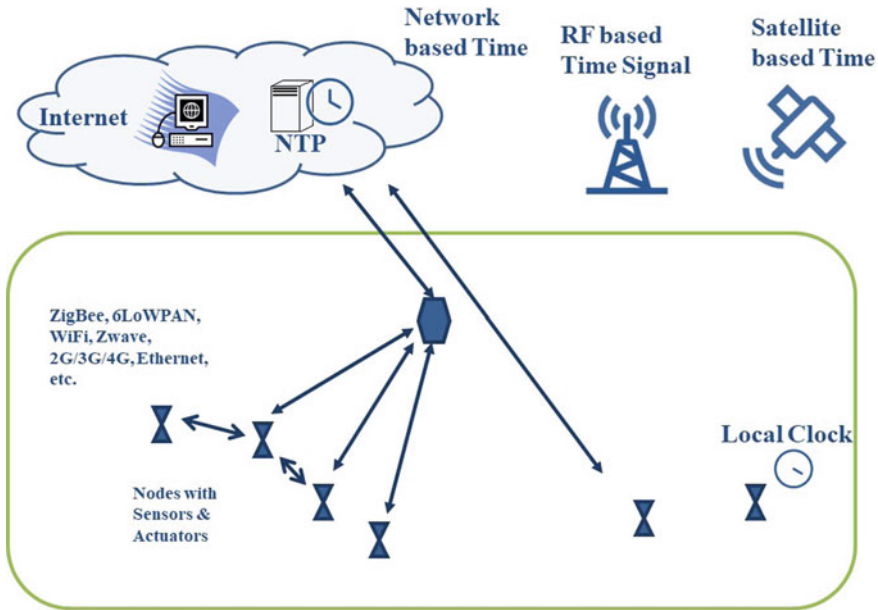 Network
based Time
RF based
Time Signal
Satellite
based Time
Internet
NTP
ZigBee, 6LoWPAN,
WiFi, Zwave,
2G/3G/4G, Ethernet,
etc.
Local Clock
Nodes with
Sensors &
Actuators